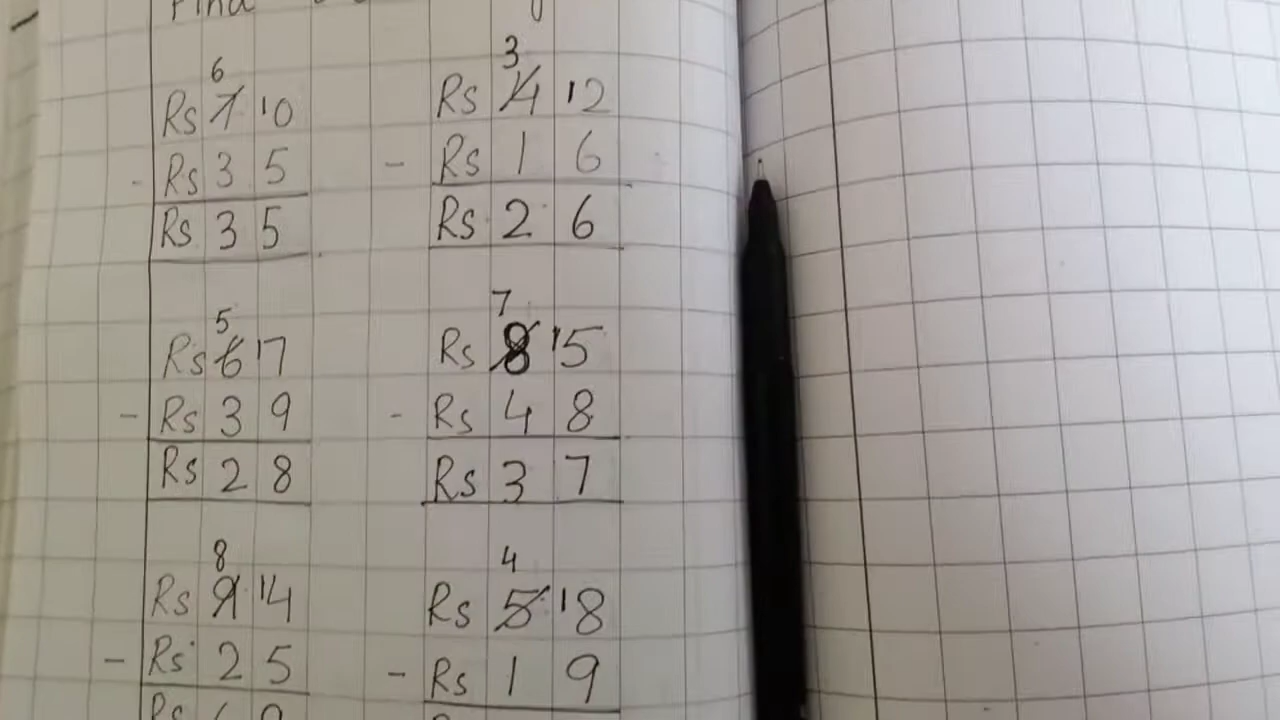 Find
6 3
Rs 7 10 Rs 4 12
- Rs 3 5 - Rs 1 6
Rs 3 5 Rs 2 6
5 7
Rs 6 17 Rs 8 15
- Rs 3 9 - Rs 4 8
Rs 2 8 Rs 3 7
8 4
Rs 9 14 Rs 5 18
- Rs 2 5 - Rs 1 9
Rs